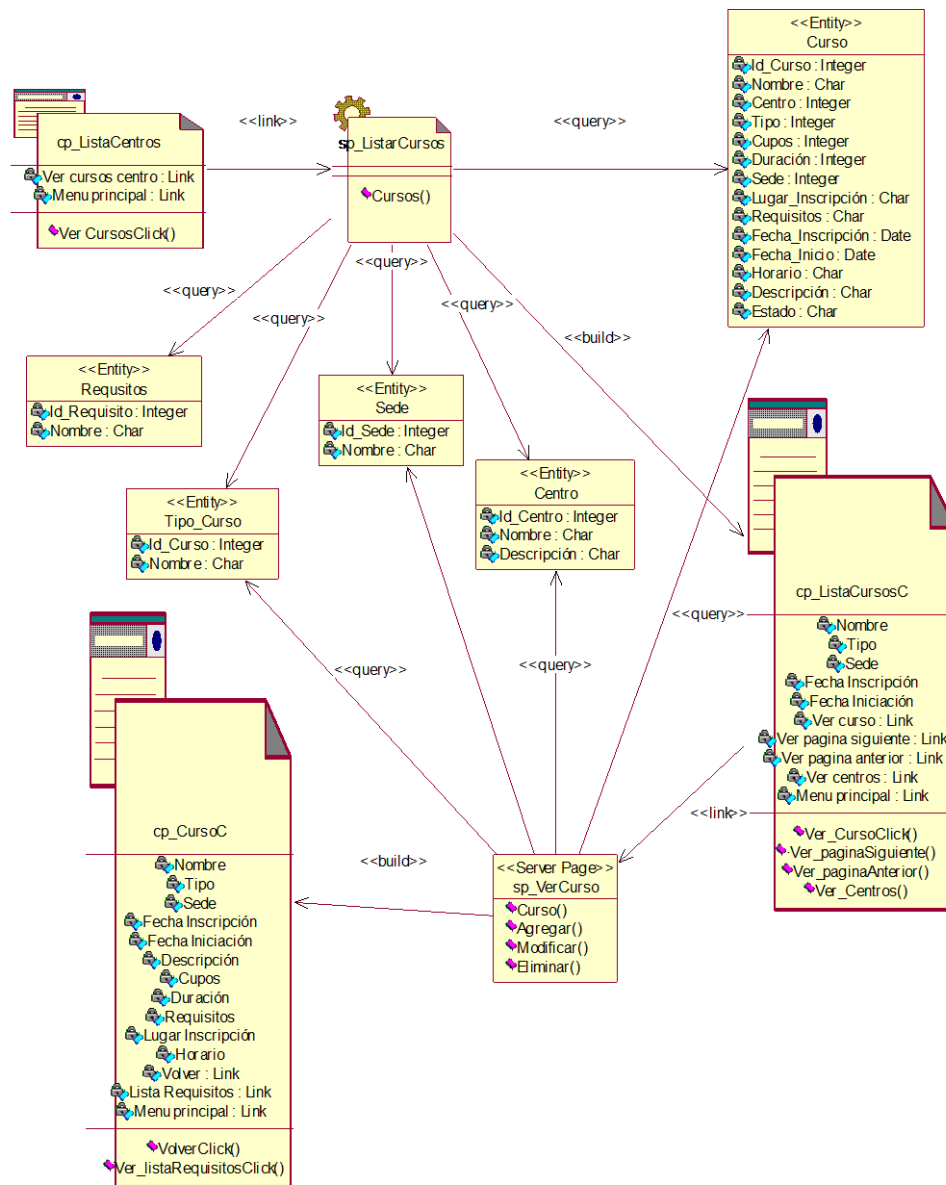 <<Entity>>
Curso
Id_Curso : Integer
Nombre : Char
Centro : Integer
Tipo : Integer
Cupos : Integer
Duración : Integer
Sede : Integer
Lugar_Inscripción : Char
Requisitos : Char
Fecha_Inscripción : Date
Fecha_Inicio : Date
Horario : Char
Descripción : Char
Estado : Char
cp_ListaCentros
Ver cursos centro : Link
Menu principal : Link
Ver CursosClick()
<<link>>
sp_ListarCursos
Cursos()
<<query>>
<<query>>
<<query>>
<<query>>
<<query>>
<<build>>
<<Entity>>
Requsitos
Id_Requisito : Integer
Nombre : Char
<<Entity>>
Sede
Id_Sede : Integer
Nombre : Char
<<Entity>>
Centro
Id_Centro : Integer
Nombre : Char
Descripción : Char
<<Entity>>
Tipo_Curso
Id_Curso : Integer
Nombre : Char
cp_ListaCursosC
Nombre
Tipo
Sede
Fecha Inscripción
Fecha Iniciación
Ver curso : Link
Ver pagina siguiente : Link
Ver pagina anterior : Link
Ver centros : Link
Menu principal : Link
Ver_CursoClick()
Ver_paginaSiguiente()
Ver_paginaAnterior()
Ver_Centros()
<<query>>
<<query>>
<<query>>
<<link>>
<<build>>
<<Server Page>>
sp_VerCurso
Curso()
Agregar()
Modificar()
Eliminar()
cp_CursoC
Nombre
Tipo
Sede
Fecha Inscripción
Fecha Iniciación
Descripción
Cupos
Duración
Requisitos
Lugar Inscripción
Horario
Volver : Link
Lista Requisitos : Link
Menu principal : Link
VolverClick()
Ver_listaRequisitosClick()